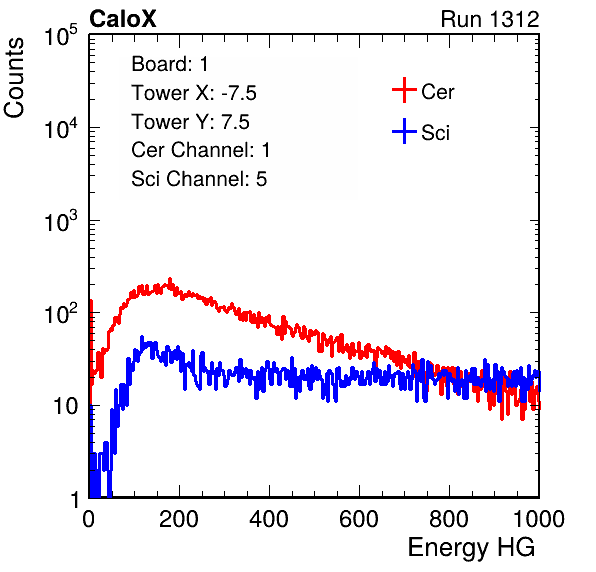 CaloX Run 1312
Counts
10^5
10^4
10^3
10^2
10
1
Board: 1
Tower X: -7.5
Tower Y: 7.5
Cer Channel: 1
Sci Channel: 5
Cer
Sci
0 200 400 600 800 1000
Energy HG